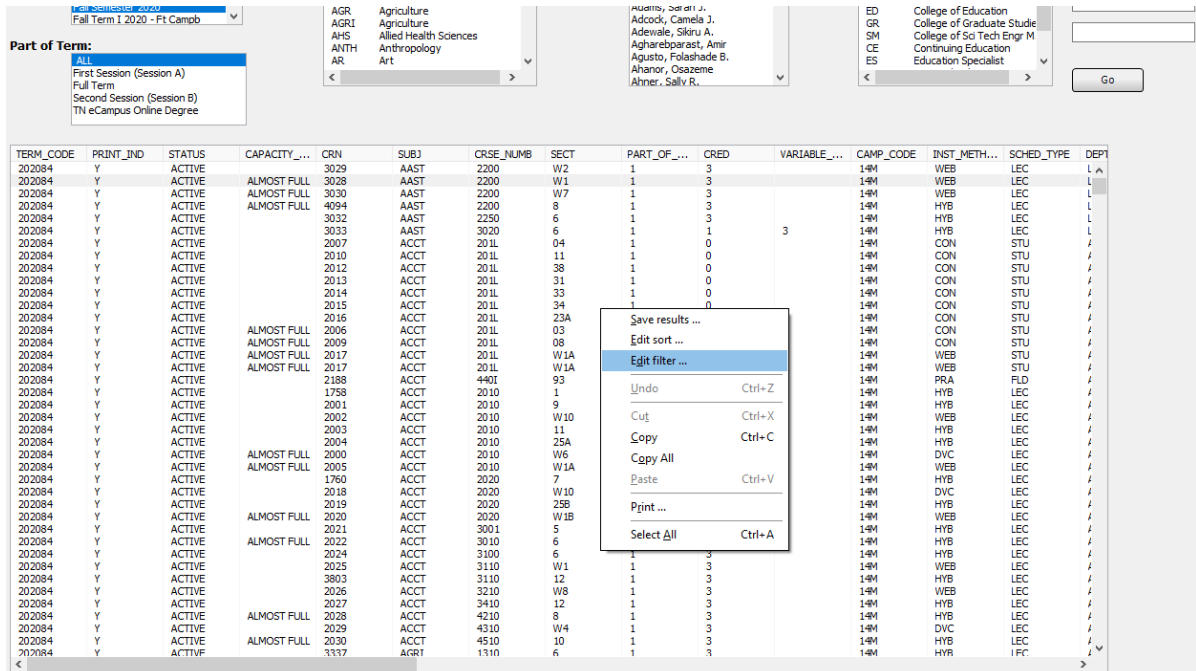 Fall Semester 2020
Fall Term I 2020 - Ft Campb
AGR Agriculture
AGRI Agriculture
AHS Allied Health Sciences
ANTH Anthropology
AR Art
Adams, Sarah J.
Adcock, Camela J.
Adewale, Sikiru A.
Agharebparast, Amir
Agusto, Folashade B.
Ahanor, Osazeme
Ahner, Sally R.
ED College of Education
GR College of Graduate Studie
SM College of Sci Tech Engr M
CE Continuing Education
ES Education Specialist
Go
Part of Term:
ALL
First Session (Session A)
Full Term
Second Session (Session B)
TN eCampus Online Degree
TERM_CODE PRINT_IND STATUS CAPACITY_... CRN SUBJ CRSE_NUMB SECT PART_OF_... CRED VARIABLE_... CAMP_CODE INST_METH... SCHED_TYPE DEPT
202084 Y ACTIVE 3029 AAST 2200 W2 1 3 14M WEB LEC L
202084 Y ACTIVE ALMOST FULL 3028 AAST 2200 W1 1 3 14M WEB LEC L
202084 Y ACTIVE ALMOST FULL 3030 AAST 2200 W7 1 3 14M WEB LEC L
202084 Y ACTIVE ALMOST FULL 4094 AAST 2200 8 1 3 14M HYB LEC L
202084 Y ACTIVE 3032 AAST 2250 6 1 3 14M HYB LEC L
202084 Y ACTIVE 3033 AAST 3020 6 1 1 3 14M HYB LEC L
202084 Y ACTIVE 2007 ACCT 201L 04 1 0 14M CON STU A
202084 Y ACTIVE 2010 ACCT 201L 11 1 0 14M CON STU A
202084 Y ACTIVE 2012 ACCT 201L 38 1 0 14M CON STU A
202084 Y ACTIVE 2013 ACCT 201L 31 1 0 14M CON STU A
202084 Y ACTIVE 2014 ACCT 201L 33 1 0 14M CON STU A
202084 Y ACTIVE 2015 ACCT 201L 34 1 0 14M CON STU A
202084 Y ACTIVE 2016 ACCT 201L 23A 14M CON STU A
202084 Y ACTIVE ALMOST FULL 2006 ACCT 201L 03 14M CON STU A
202084 Y ACTIVE ALMOST FULL 2009 ACCT 201L 08 14M CON STU A
202084 Y ACTIVE ALMOST FULL 2017 ACCT 201L W1A 14M WEB STU A
202084 Y ACTIVE ALMOST FULL 2017 ACCT 201L W1A 14M WEB STU A
202084 Y ACTIVE 2188 ACCT 440I 93 14M PRA FLD A
202084 Y ACTIVE 1758 ACCT 2010 1 14M HYB LEC A
202084 Y ACTIVE 2001 ACCT 2010 9 14M HYB LEC A
202084 Y ACTIVE 2002 ACCT 2010 W10 14M WEB LEC A
202084 Y ACTIVE 2003 ACCT 2010 11 14M HYB LEC A
202084 Y ACTIVE 2004 ACCT 2010 25A 14M HYB LEC A
202084 Y ACTIVE ALMOST FULL 2000 ACCT 2010 W6 14M DVC LEC A
202084 Y ACTIVE ALMOST FULL 2005 ACCT 2010 W1A 14M WEB LEC A
202084 Y ACTIVE 1760 ACCT 2020 7 14M HYB LEC A
202084 Y ACTIVE 2018 ACCT 2020 W10 14M DVC LEC A
202084 Y ACTIVE 2019 ACCT 2020 25B 14M HYB LEC A
202084 Y ACTIVE ALMOST FULL 2020 ACCT 2020 W1B 14M WEB LEC A
202084 Y ACTIVE 2021 ACCT 3001 5 14M HYB LEC A
202084 Y ACTIVE ALMOST FULL 2022 ACCT 3010 6 14M HYB LEC A
202084 Y ACTIVE 2024 ACCT 3100 6 1 3 14M HYB LEC A
202084 Y ACTIVE 2025 ACCT 3110 W1 1 3 14M WEB LEC A
202084 Y ACTIVE 3803 ACCT 3110 12 1 3 14M HYB LEC A
202084 Y ACTIVE 2026 ACCT 3210 W8 1 3 14M WEB LEC A
202084 Y ACTIVE 2027 ACCT 3410 12 1 3 14M HYB LEC A
202084 Y ACTIVE ALMOST FULL 2028 ACCT 4210 8 1 3 14M HYB LEC A
202084 Y ACTIVE 2029 ACCT 4310 W4 1 3 14M DVC LEC A
202084 Y ACTIVE ALMOST FULL 2030 ACCT 4510 10 1 3 14M HYB LEC A
202084 Y ACTIVE 3337 AGRI 1310 6 1 3 14M HYB LEC A
Save results ...
Edit sort ...
Edit filter ...
Undo Ctrl+Z
Cut Ctrl+X
Copy Ctrl+C
Copy All
Paste Ctrl+V
Print ...
Select All Ctrl+A